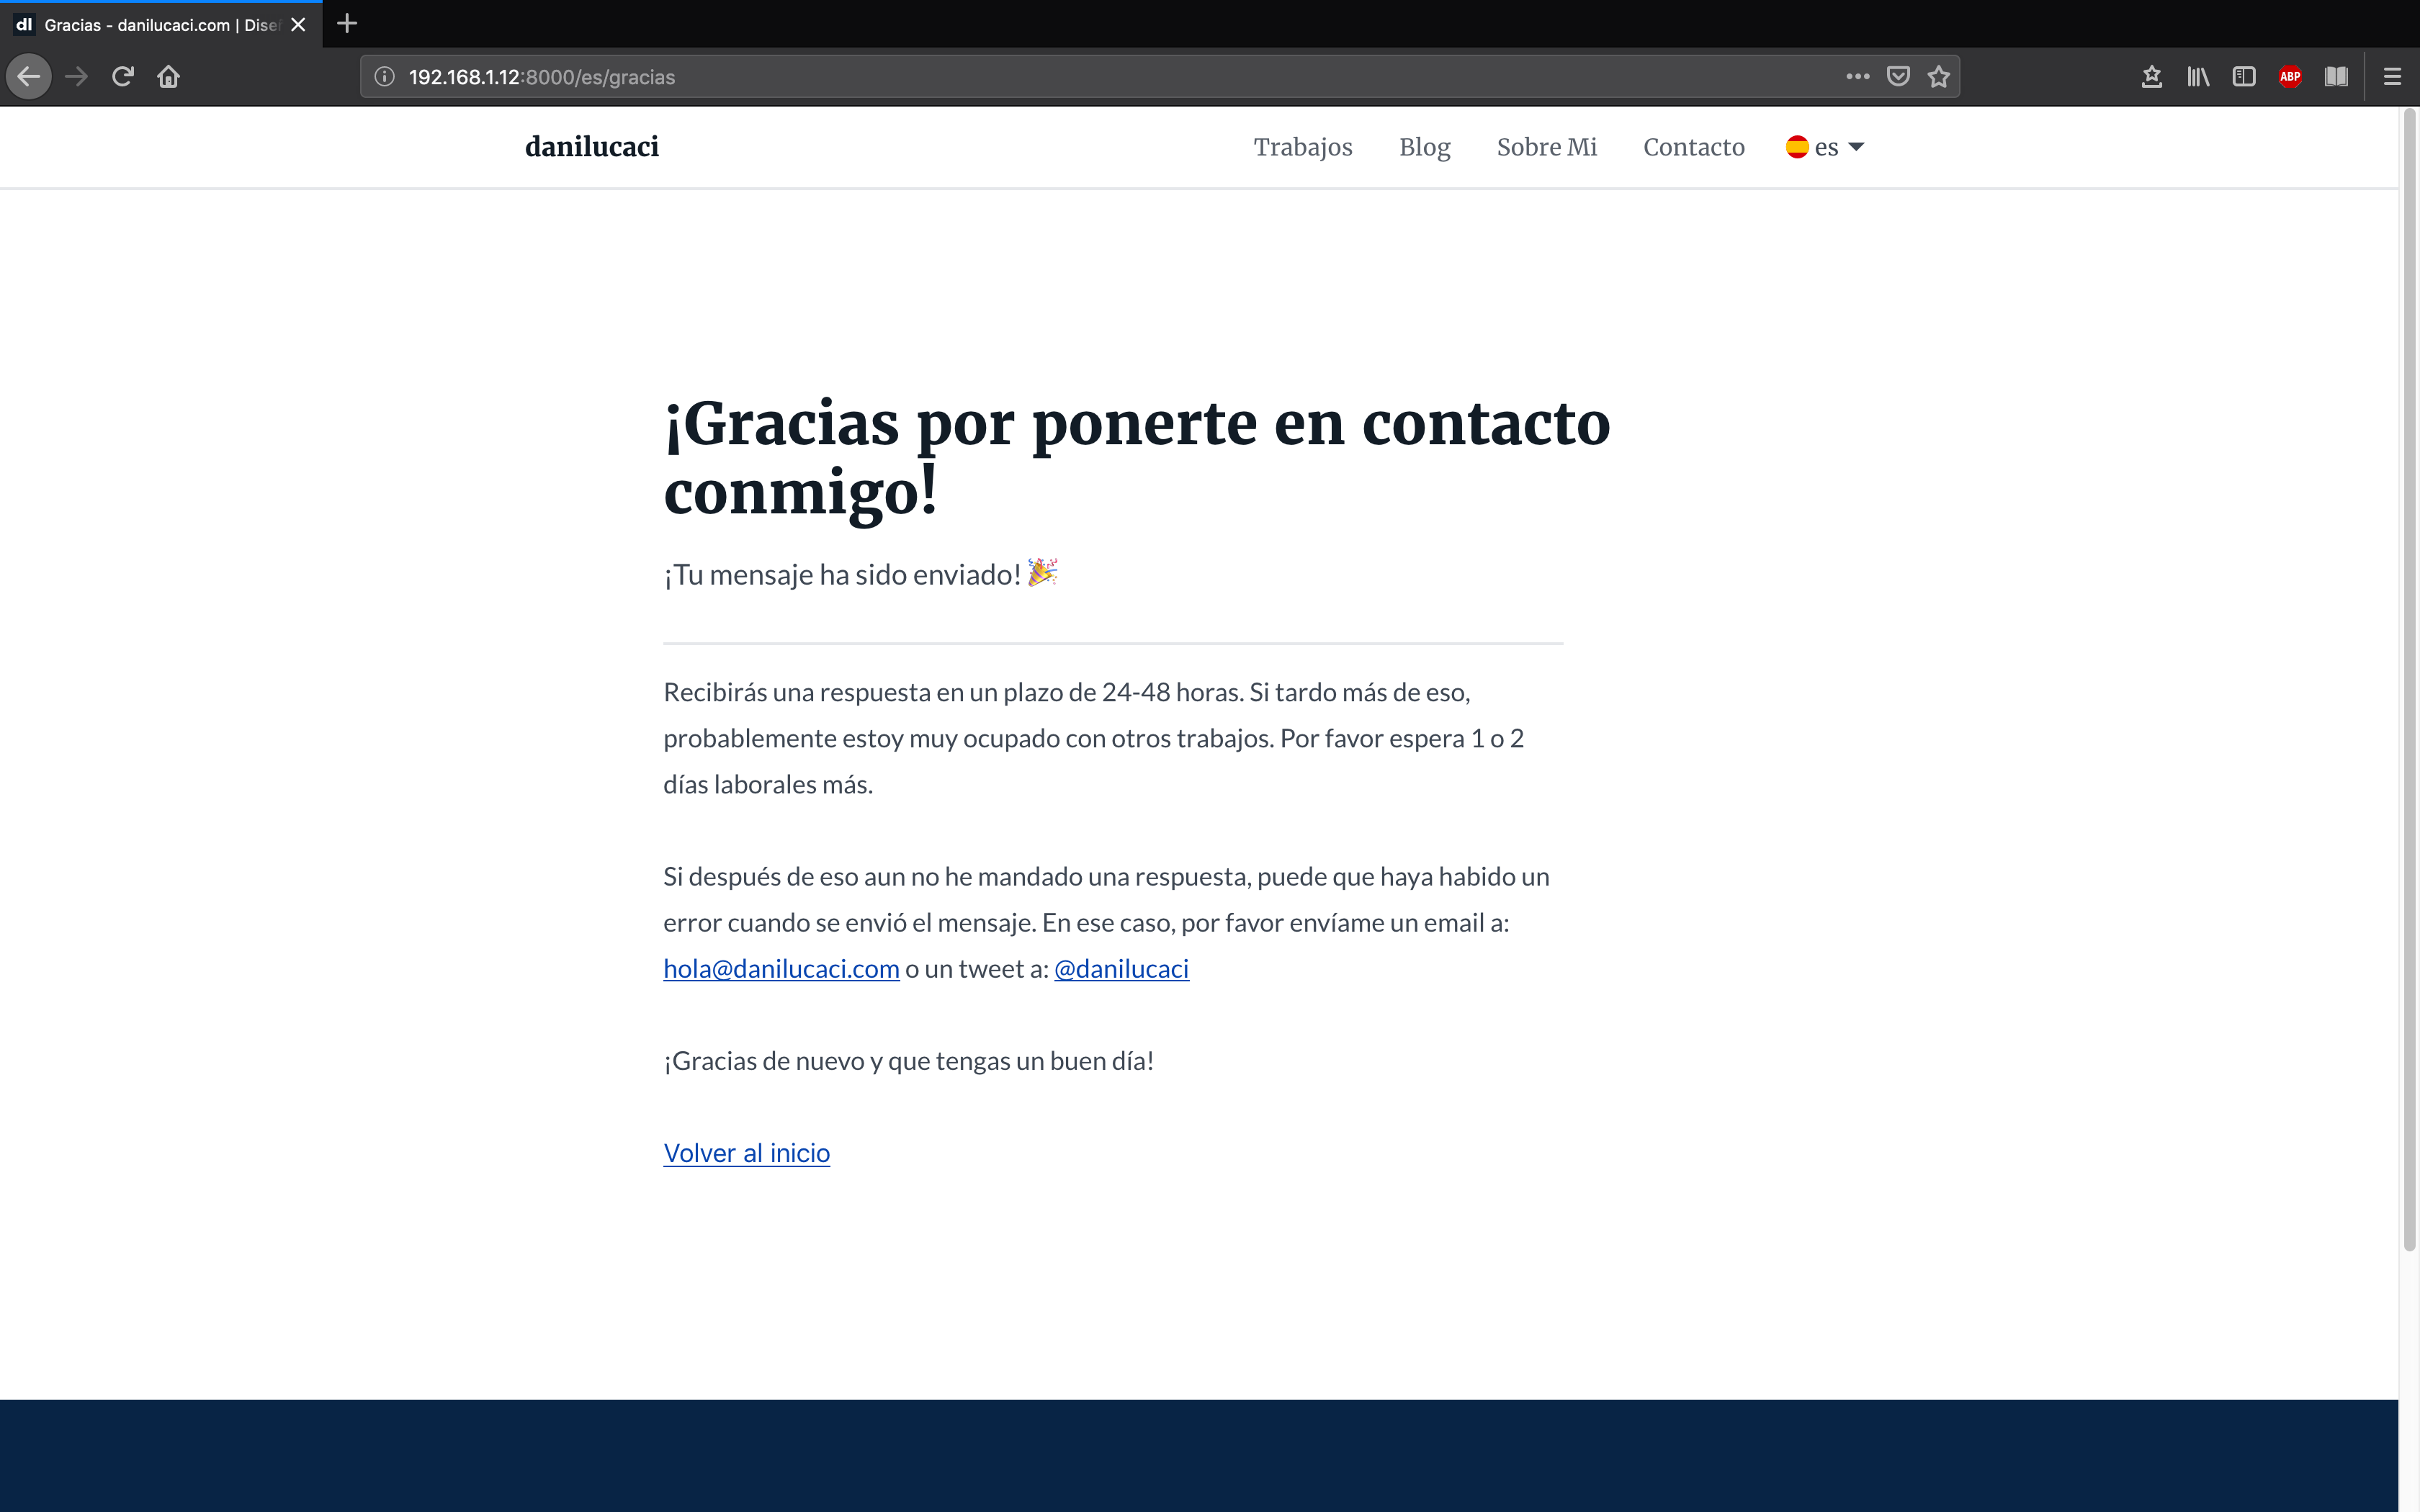 dl Gracias - danilucaci.com | Dise
192.168.1.12:8000/es/gracias
ABP
danilucaci
Trabajos Blog Sobre Mi Contacto es
¡Gracias por ponerte en contacto
conmigo!
¡Tu mensaje ha sido enviado!
Recibirás una respuesta en un plazo de 24-48 horas. Si tardo más de eso,
probablemente estoy muy ocupado con otros trabajos. Por favor espera 1 o 2
días laborales más.
Si después de eso aun no he mandado una respuesta, puede que haya habido un
error cuando se envió el mensaje. En ese caso, por favor envíame un email a:
hola@danilucaci.com o un tweet a: @danilucaci
¡Gracias de nuevo y que tengas un buen día!
Volver al inicio